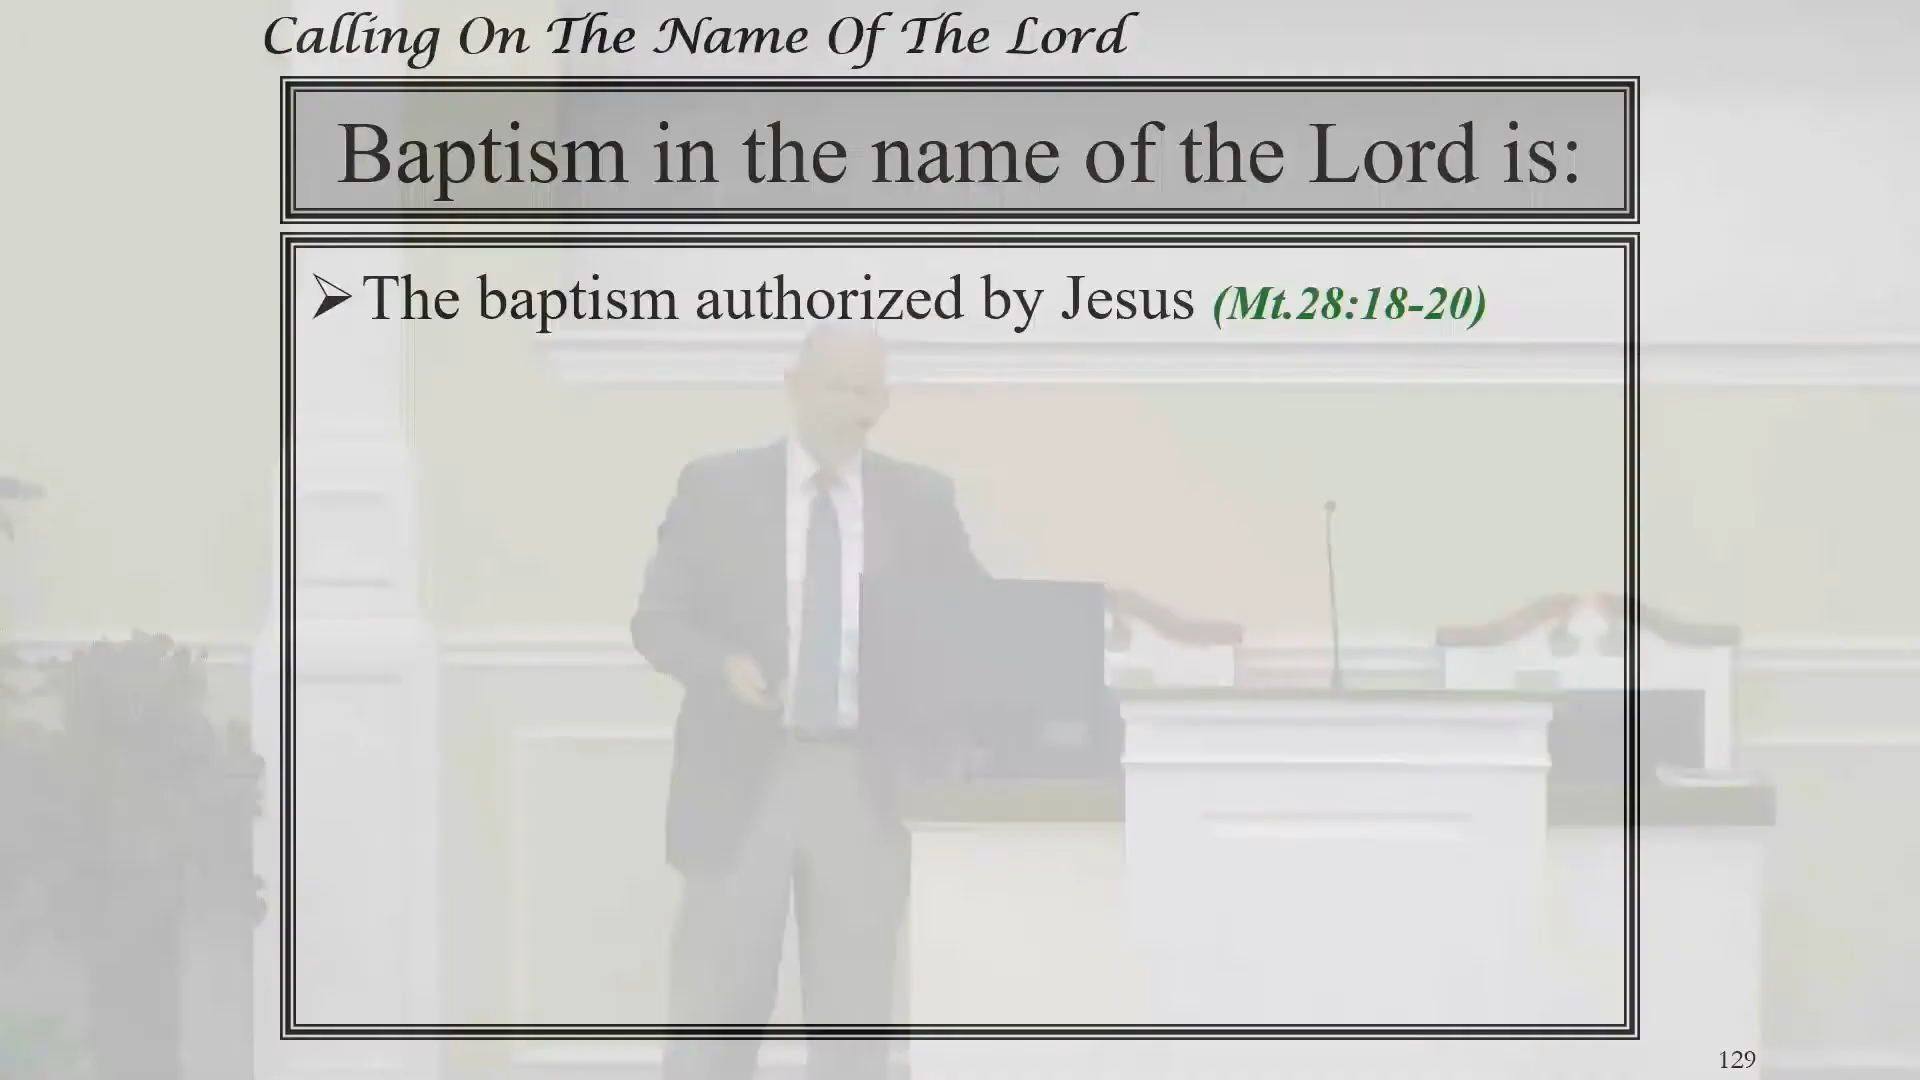 Calling On The Name Of The Lord
Baptism in the name of the Lord is:
➢The baptism authorized by Jesus (Mt.28:18-20)
129